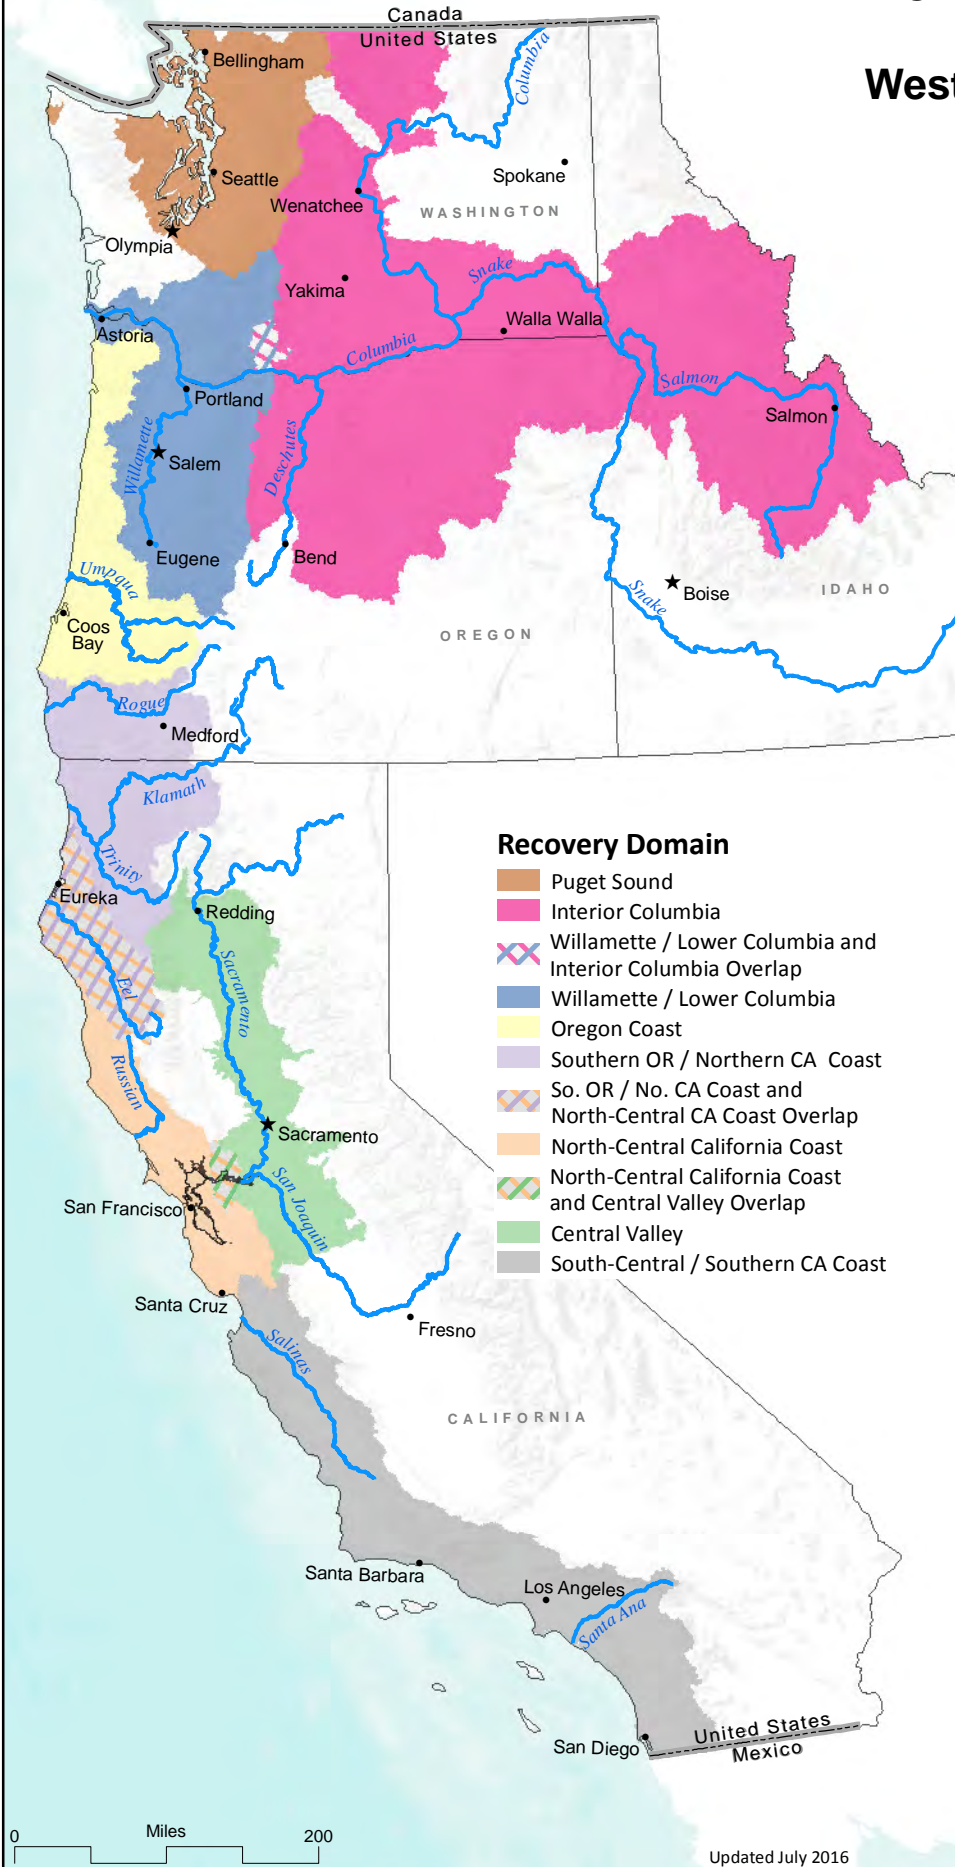 Canada
United States
West
Bellingham
Columbia
Seattle
Spokane
Wenatchee
WASHINGTON
Olympia
Snake
Yakima
Walla Walla
Astoria
Columbia
Portland
Salmon
Salmon
Willamette
Salem
Deschutes
Eugene
Bend
Umpqua
Snake
Boise
IDAHO
Coos
Bay
OREGON
Rogue
Medford
Klamath
Trinity
Eureka
Redding
Sacramento
Eel
Russian
Sacramento
San Joaquin
San Francisco
Santa Cruz
Fresno
Salinas
CALIFORNIA
Santa Barbara
Los Angeles
Santa Ana
San Diego
United States
Mexico
Recovery Domain
Puget Sound
Interior Columbia
Willamette / Lower Columbia and
Interior Columbia Overlap
Willamette / Lower Columbia
Oregon Coast
Southern OR / Northern CA Coast
So. OR / No. CA Coast and
North-Central CA Coast Overlap
North-Central California Coast
North-Central California Coast
and Central Valley Overlap
Central Valley
South-Central / Southern CA Coast
0 Miles 200
Updated July 2016